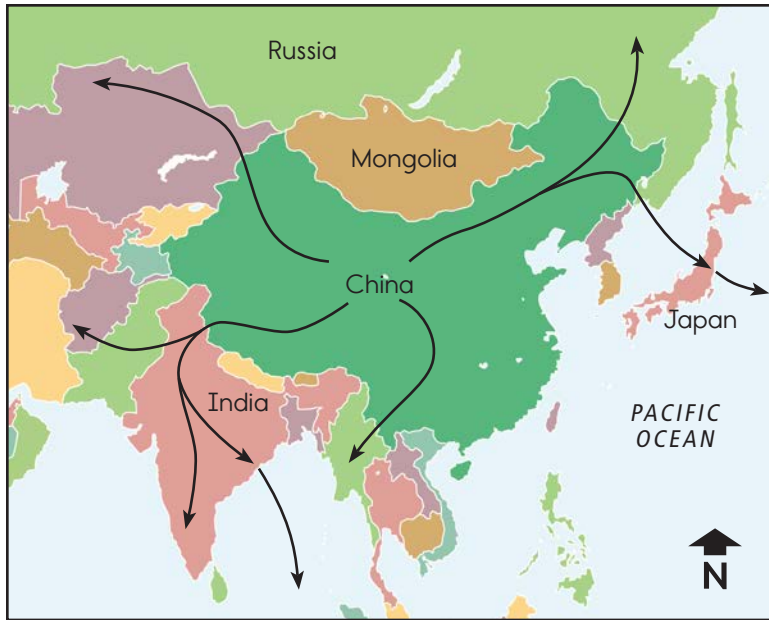 Russia
Mongolia
China
Japan
India
PACIFIC
OCEAN
N